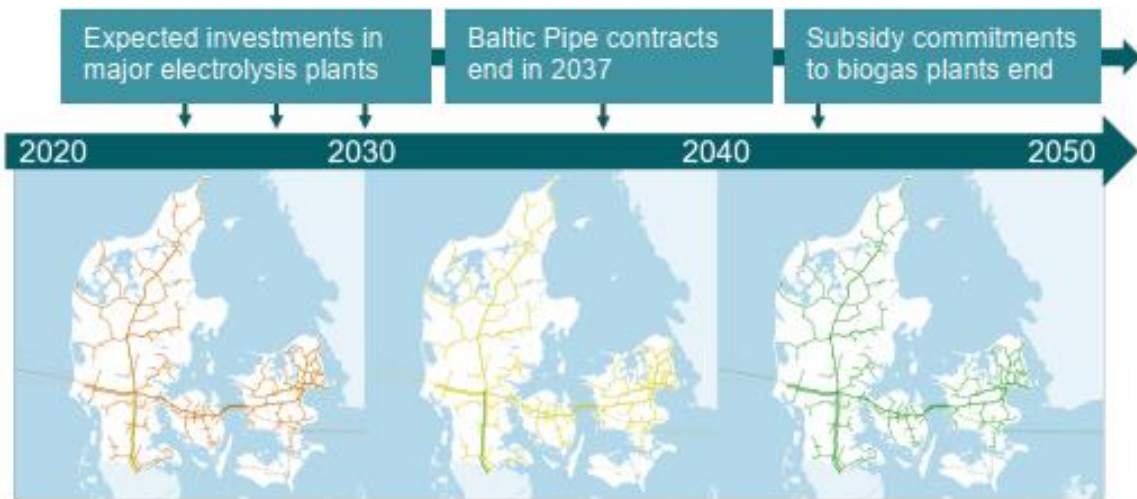 Expected investments in
major electrolysis plants
Baltic Pipe contracts
end in 2037
Subsidy commitments
to biogas plants end
2020
2030
2040
2050